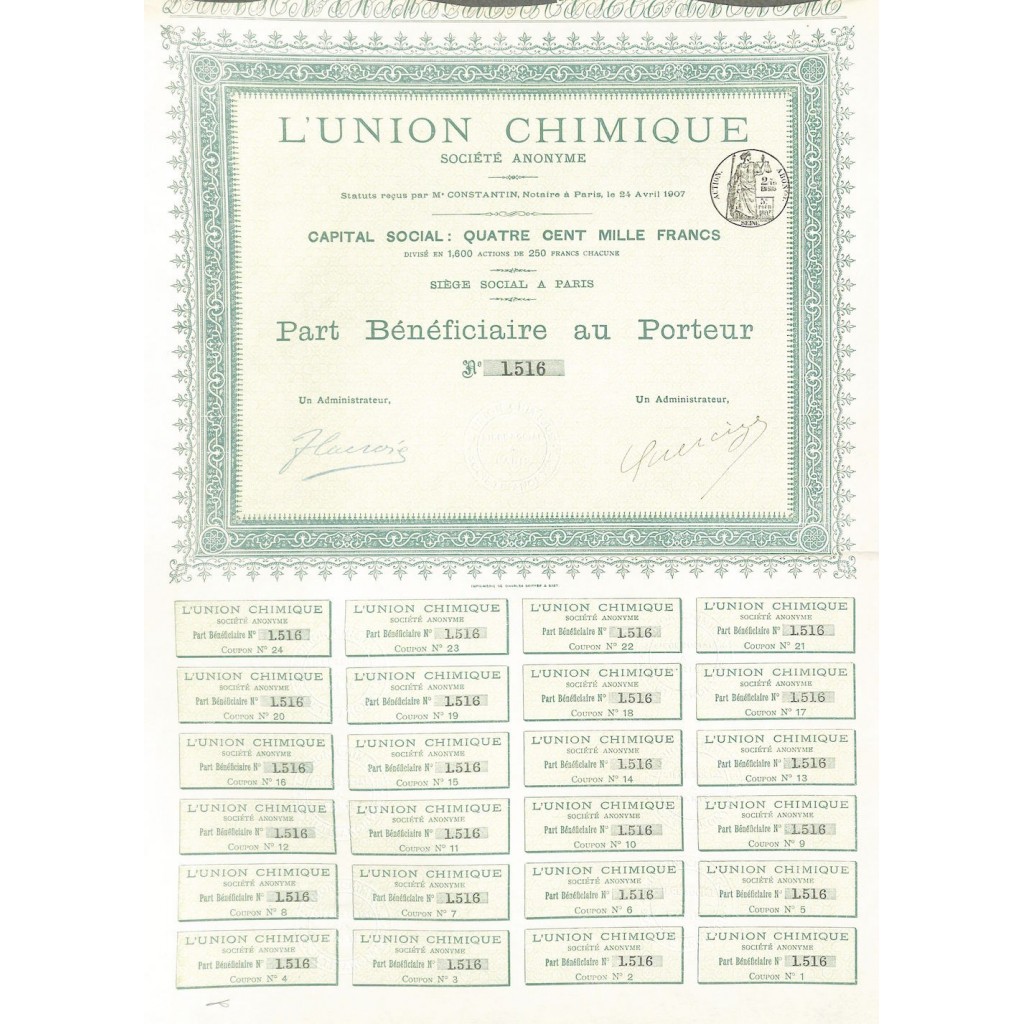 L'UNION CHIMIQUE
SOCIÉTÉ ANONYME
Statuts reçus par Me CONSTANTIN, Notaire à Paris, le 24 Avril 1907
CAPITAL SOCIAL: QUATRE CENT MILLE FRANCS
DIVISÉ EN 1,600 ACTIONS DE 250 FRANCS CHACUNE
SIÈGE SOCIAL A PARIS
Part Bénéficiaire au Porteur
No 1.516
Un Administrateur, Un Administrateur,
ACTION.
SEINE
L'UNION CHIMIQUE
SOCIÉTÉ ANONYME
Part Bénéficiaire No 1.516
COUPON No 24
L'UNION CHIMIQUE
SOCIÉTÉ ANONYME
Part Bénéficiaire No 1.516
COUPON No 23
L'UNION CHIMIQUE
SOCIÉTÉ ANONYME
Part Bénéficiaire No 1.516
COUPON No 22
L'UNION CHIMIQUE
SOCIÉTÉ ANONYME
Part Bénéficiaire No 1.516
COUPON No 21
L'UNION CHIMIQUE
SOCIÉTÉ ANONYME
Part Bénéficiaire No 1.516
COUPON No 20
L'UNION CHIMIQUE
SOCIÉTÉ ANONYME
Part Bénéficiaire No 1.516
COUPON No 19
L'UNION CHIMIQUE
SOCIÉTÉ ANONYME
Part Bénéficiaire No 1.516
COUPON No 18
L'UNION CHIMIQUE
SOCIÉTÉ ANONYME
Part Bénéficiaire No 1.516
COUPON No 17
L'UNION CHIMIQUE
SOCIÉTÉ ANONYME
Part Bénéficiaire No 1.516
COUPON No 16
L'UNION CHIMIQUE
SOCIÉTÉ ANONYME
Part Bénéficiaire No 1.516
COUPON No 15
L'UNION CHIMIQUE
SOCIÉTÉ ANONYME
Part Bénéficiaire No 1.516
COUPON No 14
L'UNION CHIMIQUE
SOCIÉTÉ ANONYME
Part Bénéficiaire No 1.516
COUPON No 13
L'UNION CHIMIQUE
SOCIÉTÉ ANONYME
Part Bénéficiaire No 1.516
COUPON No 12
L'UNION CHIMIQUE
SOCIÉTÉ ANONYME
Part Bénéficiaire No 1.516
COUPON No 11
L'UNION CHIMIQUE
SOCIÉTÉ ANONYME
Part Bénéficiaire No 1.516
COUPON No 10
L'UNION CHIMIQUE
SOCIÉTÉ ANONYME
Part Bénéficiaire No 1.516
COUPON No 9
L'UNION CHIMIQUE
SOCIÉTÉ ANONYME
Part Bénéficiaire No 1.516
COUPON No 8
L'UNION CHIMIQUE
SOCIÉTÉ ANONYME
Part Bénéficiaire No 1.516
COUPON No 7
L'UNION CHIMIQUE
SOCIÉTÉ ANONYME
Part Bénéficiaire No 1.516
COUPON No 6
L'UNION CHIMIQUE
SOCIÉTÉ ANONYME
Part Bénéficiaire No 1.516
COUPON No 5
L'UNION CHIMIQUE
SOCIÉTÉ ANONYME
Part Bénéficiaire No 1.516
COUPON No 4
L'UNION CHIMIQUE
SOCIÉTÉ ANONYME
Part Bénéficiaire No 1.516
COUPON No 3
L'UNION CHIMIQUE
SOCIÉTÉ ANONYME
Part Bénéficiaire No 1.516
COUPON No 2
L'UNION CHIMIQUE
SOCIÉTÉ ANONYME
Part Bénéficiaire No 1.516
COUPON No 1